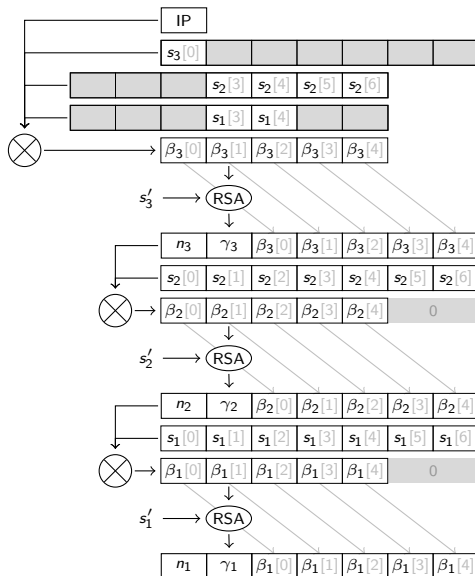 IP
s₃[0]
s₂[3] s₂[4] s₂[5] s₂[6]
s₁[3] s₁[4]
β₃[0] β₃[1] β₃[2] β₃[3] β₃[4]
s′₃ RSA
n₃ γ₃ β₃[0] β₃[1] β₃[2] β₃[3] β₃[4]
s₂[0] s₂[1] s₂[2] s₂[3] s₂[4] s₂[5] s₂[6]
β₂[0] β₂[1] β₂[2] β₂[3] β₂[4] 0
s′₂ RSA
n₂ γ₂ β₂[0] β₂[1] β₂[2] β₂[3] β₂[4]
s₁[0] s₁[1] s₁[2] s₁[3] s₁[4] s₁[5] s₁[6]
β₁[0] β₁[1] β₁[2] β₁[3] β₁[4] 0
s′₁ RSA
n₁ γ₁ β₁[0] β₁[1] β₁[2] β₁[3] β₁[4]